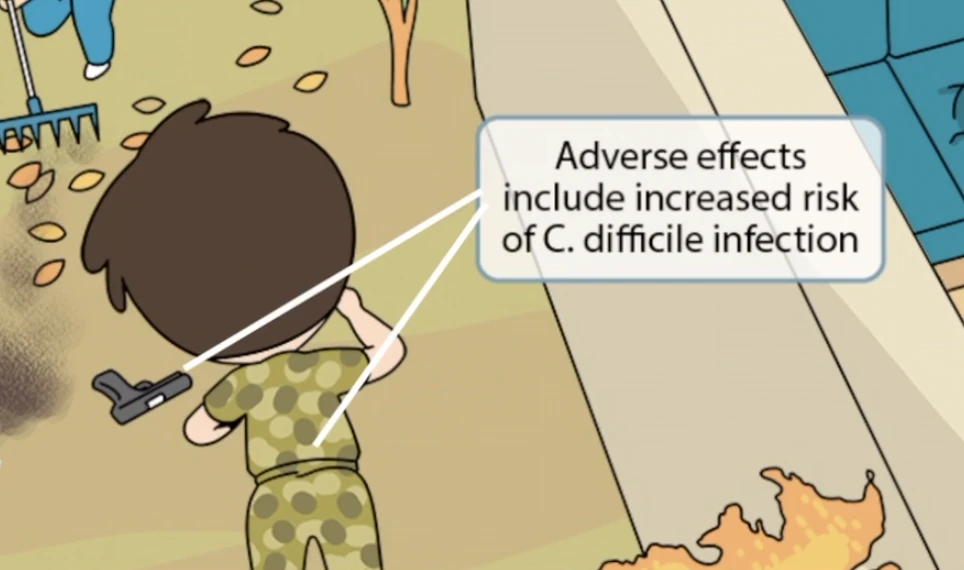 Adverse effects
include increased risk
of C. difficile infection